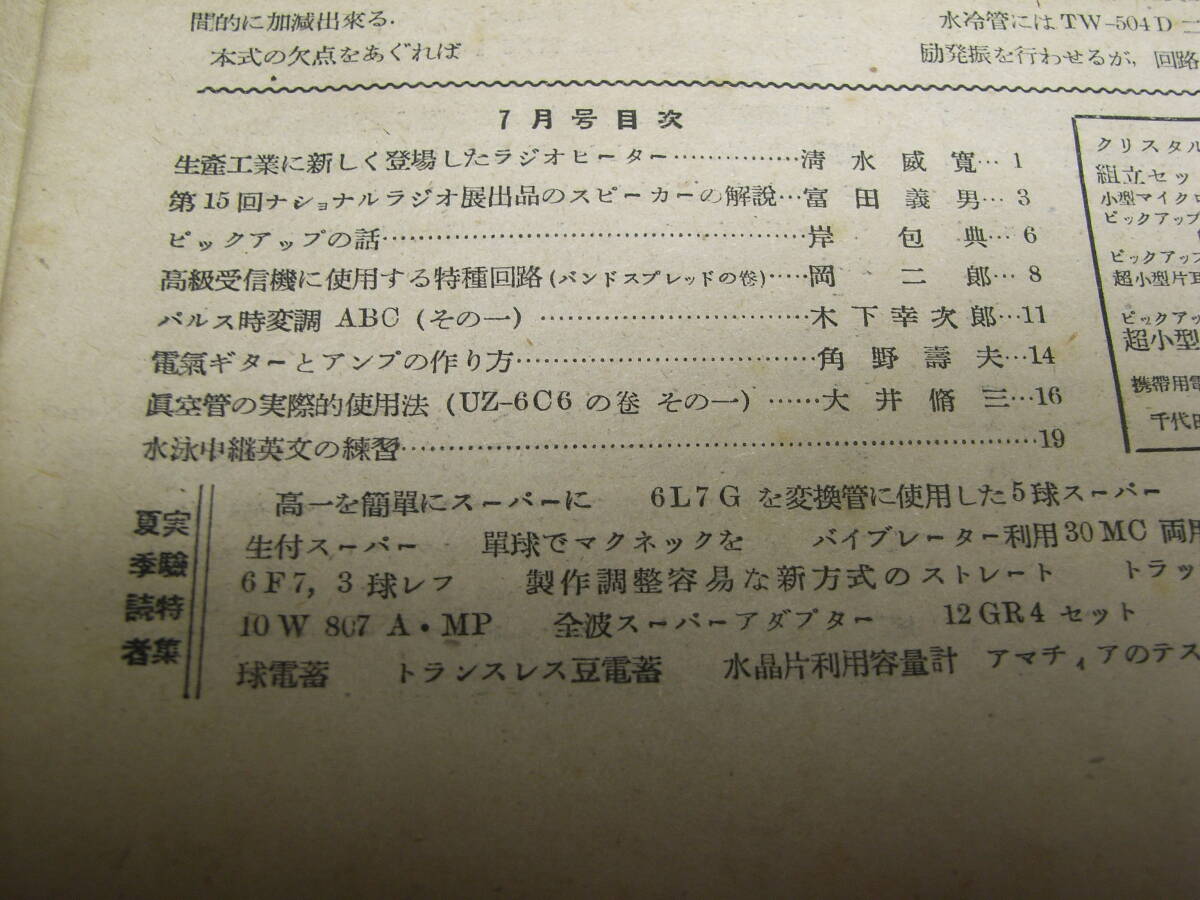 間的に加減出來る.
本式の欠点をあぐれば
水冷管には TW-504D 二
励発振を行わせるが, 回路
7月号目次
生產工業に新しく登場したラジオヒーター……………清水威寬…1
第15回ナショナルラジオ展出品のスピーカーの解說…富田義男…3
ピックアップの話……………………………………………岸包典…6
高級受信機に使用する特種回路(バンドスプレッドの卷)……岡二郎…8
パルス時変調 ABC (その一) ……………………………木下幸次郎…11
電氣ギターとアンプの作り方………………………………角野壽夫…14
眞空管の実際的使用法 (UZ-6C6 の卷 その一) ……大井脩三…16
水泳中継英文の練習……………………………………………………………………19
夏季読者
実驗特集
高一を簡單にスーパーに 6L7G を変換管に使用した5球スーパー
生付スーパー 單球でマクネックを バイブレーター利用30MC 両用
6F7, 3球レフ 製作調整容易な新方式のストレート トラッ
10W 807 A・MP 全波スーパーアダプター 12GR4 セット
球電蓄 トランスレス豆電蓄 水晶片利用容量計 アマチィアのテス
クリスタル
組立セッ
小型マイクロ
ピックアップ
ピックアップ
超小型片耳
ピックアッ
超小型
携帶用電
千代田